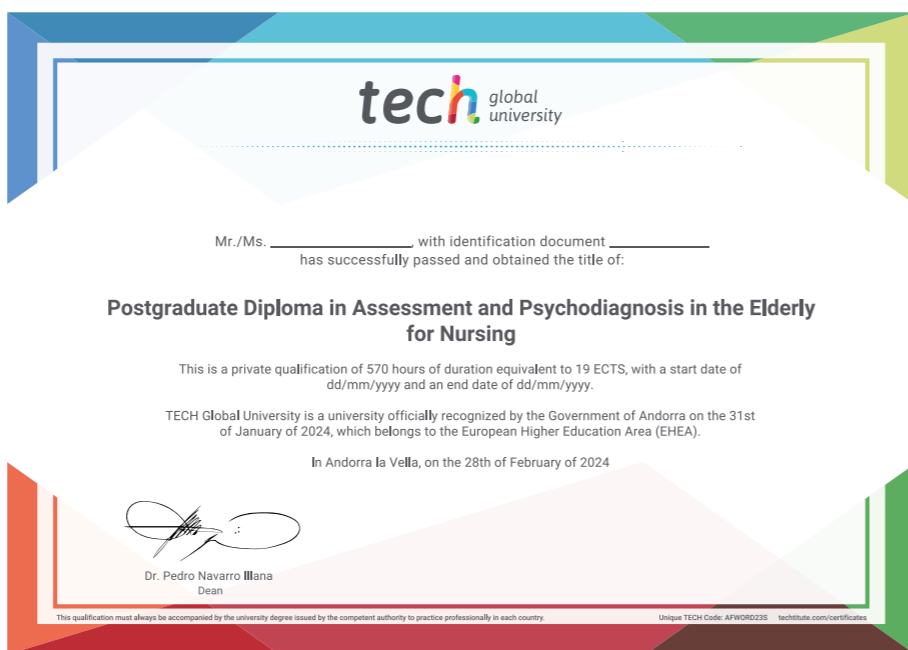 tech global university
Mr./Ms. ____________________, with identification document ______________
has successfully passed and obtained the title of:
Postgraduate Diploma in Assessment and Psychodiagnosis in the Elderly
for Nursing
This is a private qualification of 570 hours of duration equivalent to 19 ECTS, with a start date of
dd/mm/yyyy and an end date of dd/mm/yyyy.
TECH Global University is a university officially recognized by the Government of Andorra on the 31st
of January of 2024, which belongs to the European Higher Education Area (EHEA).
In Andorra la Vella, on the 28th of February of 2024
Dr. Pedro Navarro Illana
Dean
This qualification must always be accompanied by the university degree issued by the competent authority to practice professionally in each country. Unique TECH Code: AFWORD23S techtitute.com/certificates